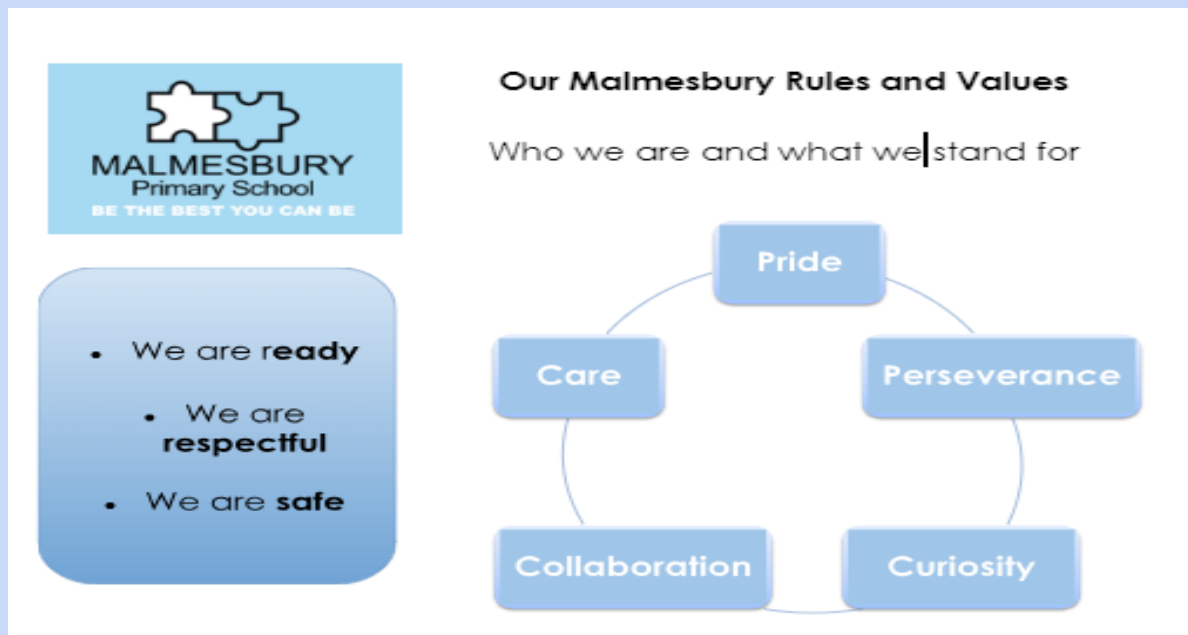 MALMESBURY
Primary School
BE THE BEST YOU CAN BE
Our Malmesbury Rules and Values
Who we are and what we stand for
• We are ready
• We are
respectful
• We are safe
Pride
Care
Perseverance
Collaboration
Curiosity